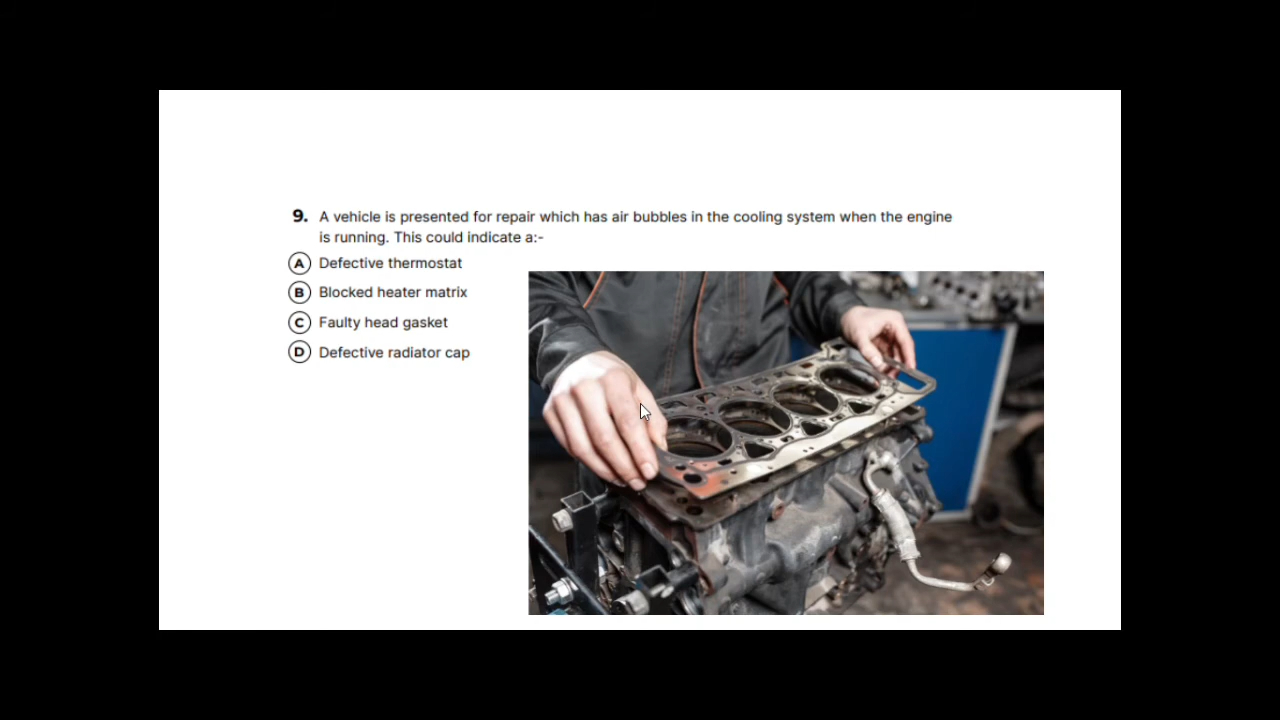 9. A vehicle is presented for repair which has air bubbles in the cooling system when the engine
is running. This could indicate a:-
A Defective thermostat
B Blocked heater matrix
C Faulty head gasket
D Defective radiator cap